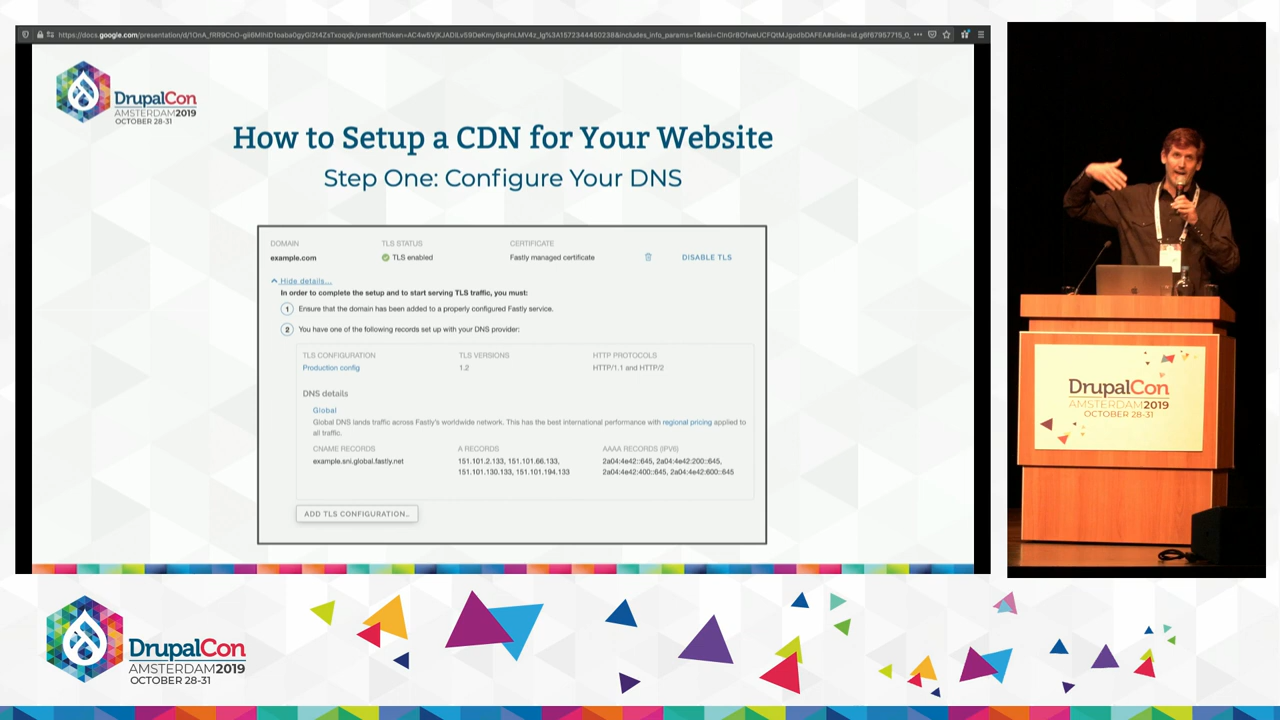 DrupalCon
AMSTERDAM 2019
OCTOBER 28-31
How to Setup a CDN for Your Website
Step One: Configure Your DNS
DOMAIN TLS STATUS CERTIFICATE
example.com TLS enabled Fastly managed certificate DISABLE TLS
Hide details...
In order to complete the setup and to start serving TLS traffic, you must:
1 Ensure that the domain has been added to a properly configured Fastly service.
2 You have one of the following records set up with your DNS provider:
TLS CONFIGURATION TLS VERSIONS HTTP PROTOCOLS
Production config 1.2 HTTP/1.1 and HTTP/2
DNS details
Global
Global DNS lands traffic across Fastly's worldwide network. This has the best international performance with regional pricing applied to
all traffic.
CNAME RECORDS A RECORDS AAAA RECORDS (IPV6)
example.sni.global.fastly.net 151.101.2.133, 151.101.66.133, 2a04:4e42::645, 2a04:4e42:200::645,
151.101.130.133, 151.101.194.133 2a04:4e42:400::645, 2a04:4e42:600::645
ADD TLS CONFIGURATION...
DrupalCon
AMSTERDAM 2019
OCTOBER 28-31
DrupalCon
AMSTERDAM 2019
OCTOBER 28-31